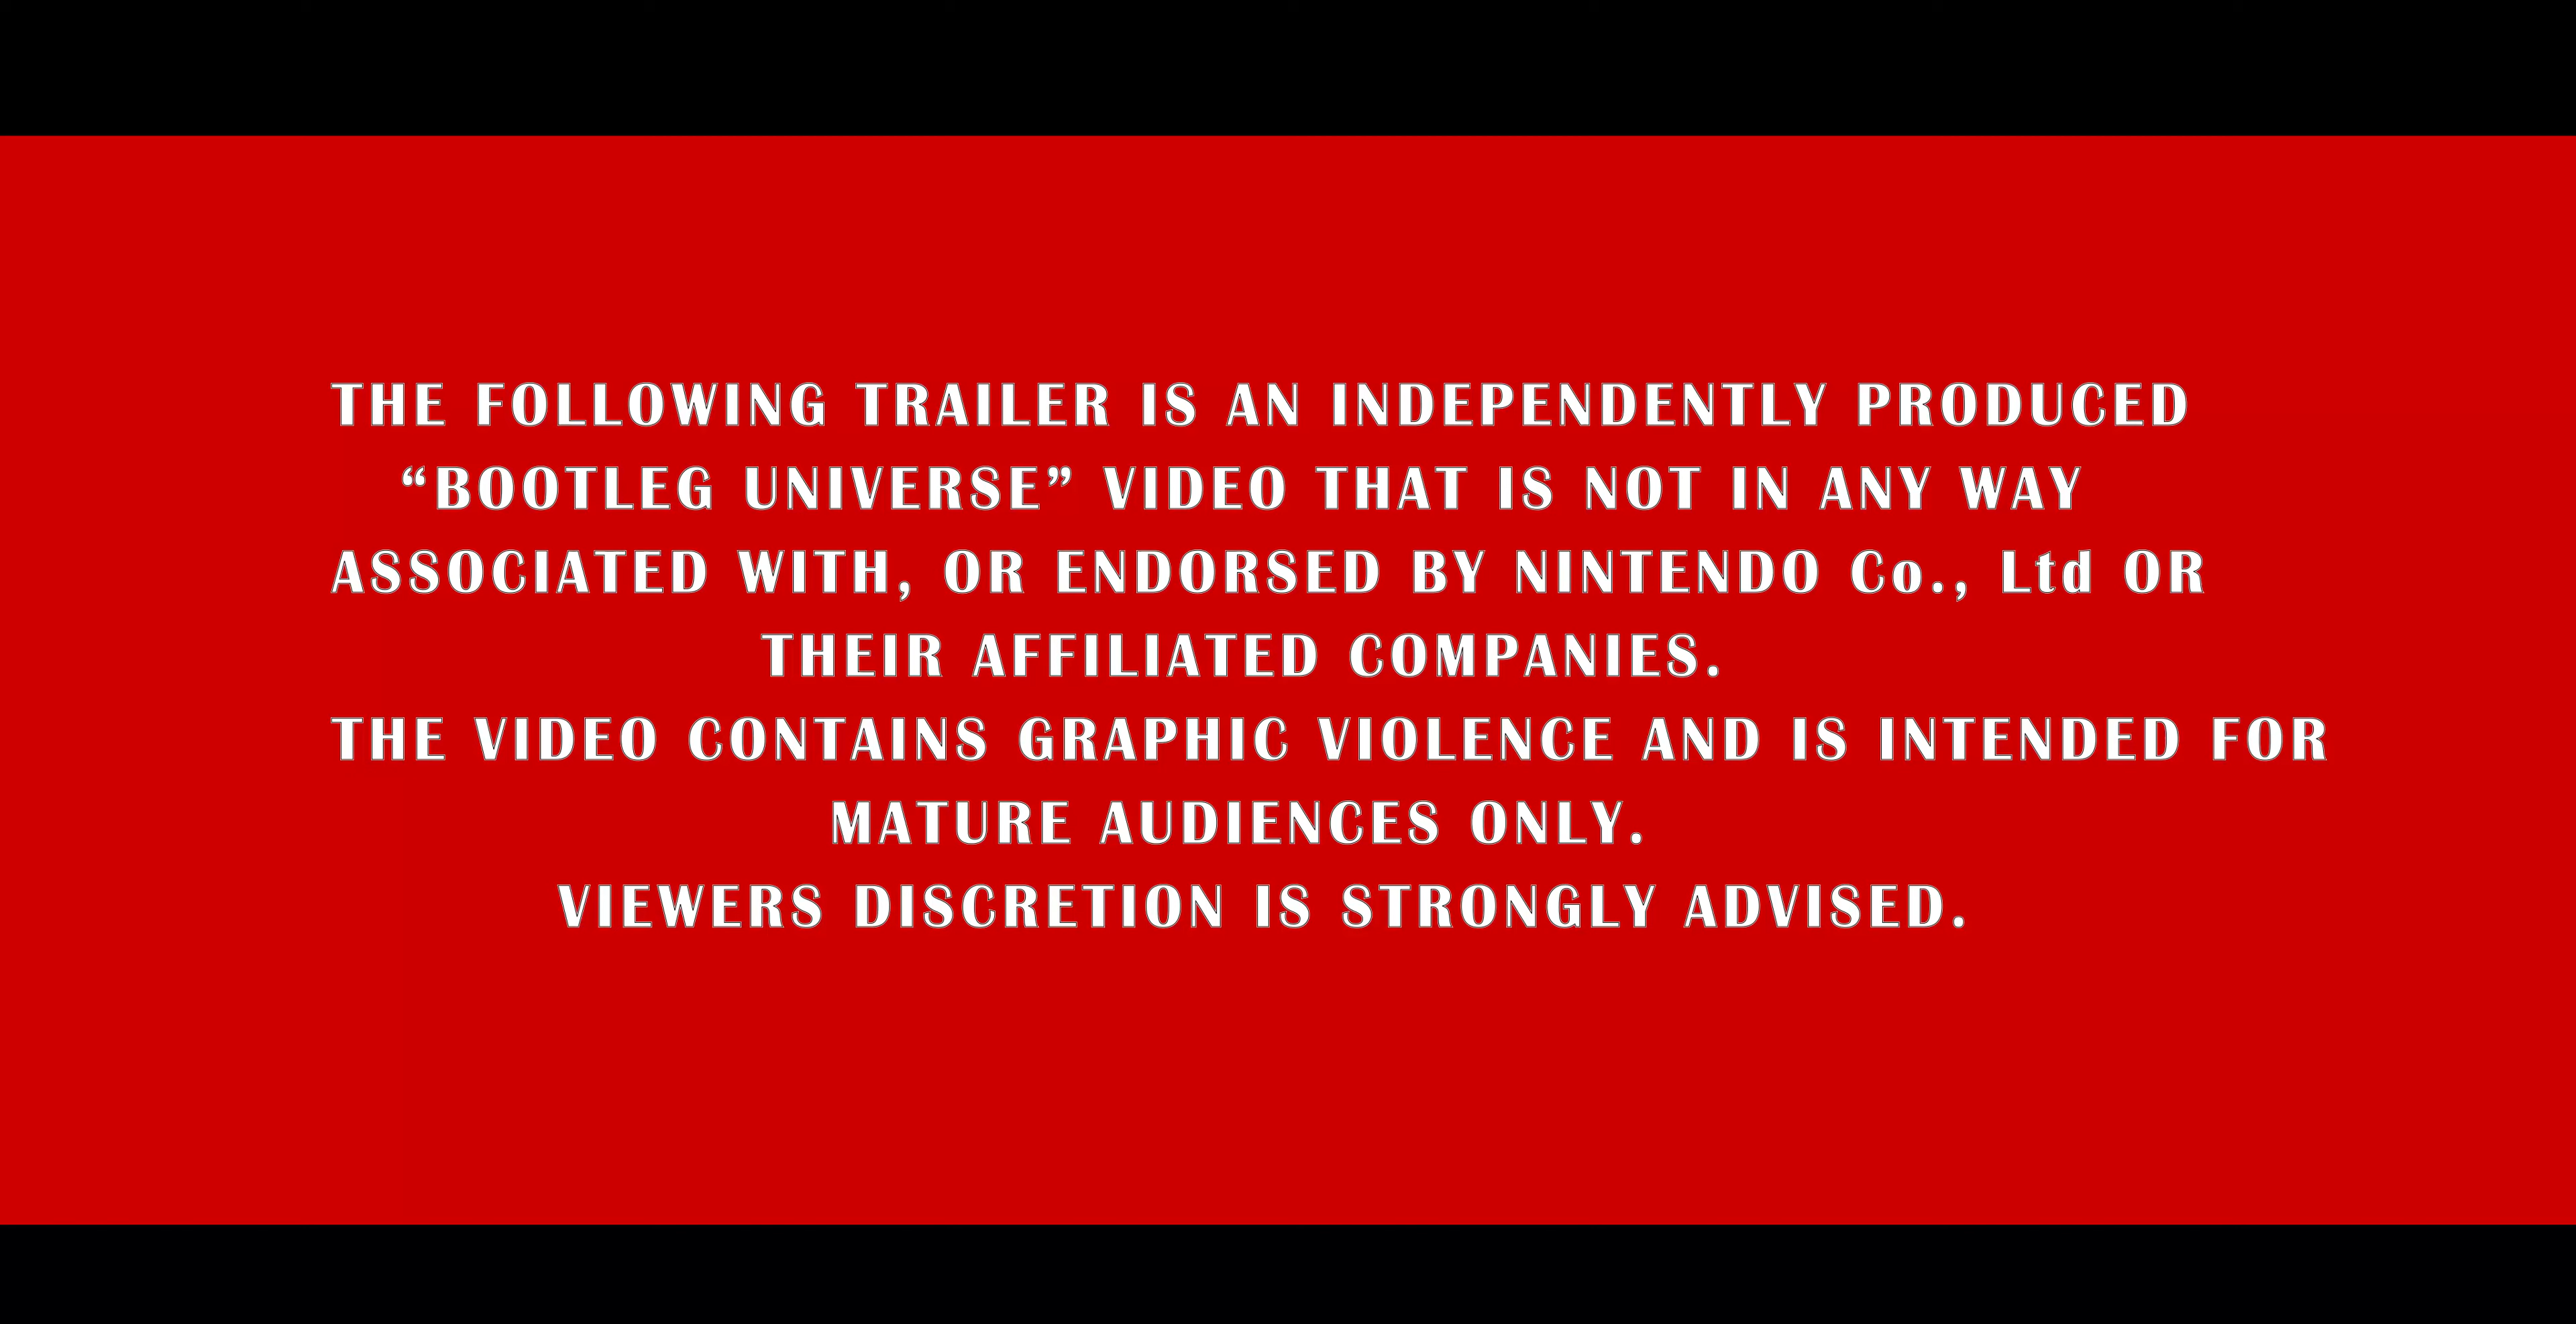 THE FOLLOWING TRAILER IS AN INDEPENDENTLY PRODUCED
“BOOTLEG UNIVERSE” VIDEO THAT IS NOT IN ANY WAY
ASSOCIATED WITH, OR ENDORSED BY NINTENDO Co., Ltd OR
THEIR AFFILIATED COMPANIES.
THE VIDEO CONTAINS GRAPHIC VIOLENCE AND IS INTENDED FOR
MATURE AUDIENCES ONLY.
VIEWERS DISCRETION IS STRONGLY ADVISED.